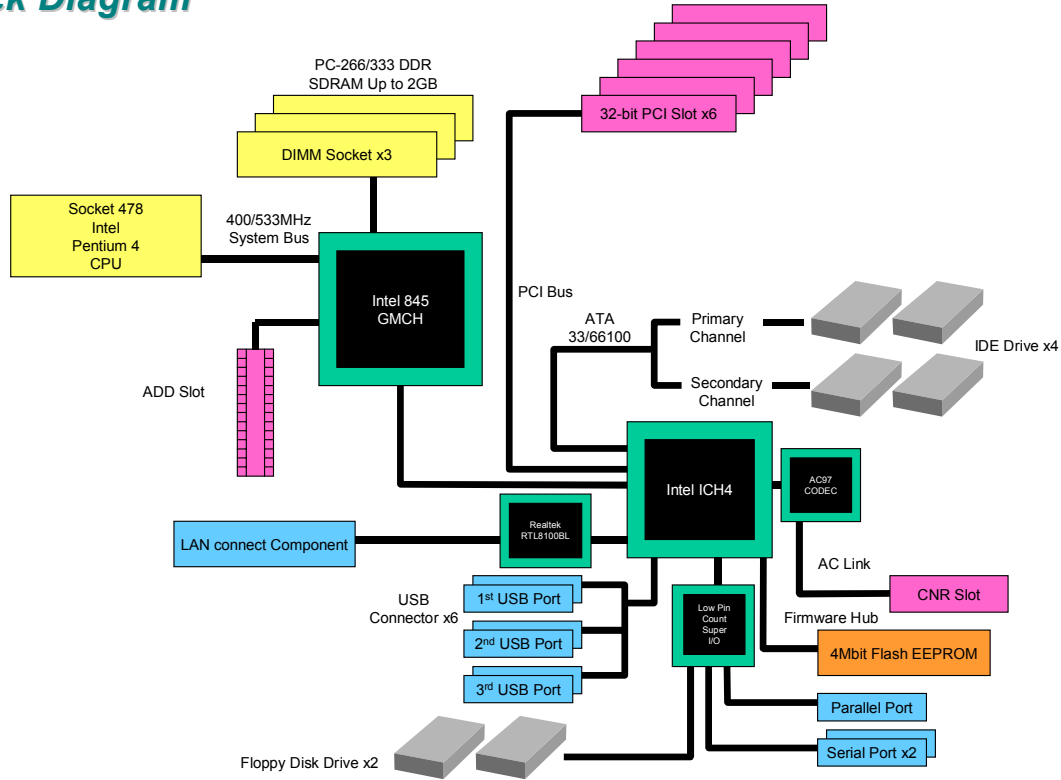 ck Diagram
PC-266/333 DDR
SDRAM Up to 2GB
DIMM Socket x3
32-bit PCI Slot x6
Socket 478
Intel
Pentium 4
CPU
400/533MHz
System Bus
Intel 845
GMCH
PCI Bus
ATA
33/66100
Primary
Channel
Secondary
Channel
IDE Drive x4
ADD Slot
Intel ICH4
AC97
CODEC
Realtek
RTL8100BL
LAN connect Component
AC Link
CNR Slot
USB
Connector x6
1st USB Port
2nd USB Port
3rd USB Port
Low Pin
Count
Super
I/O
Firmware Hub
4Mbit Flash EEPROM
Parallel Port
Serial Port x2
Floppy Disk Drive x2